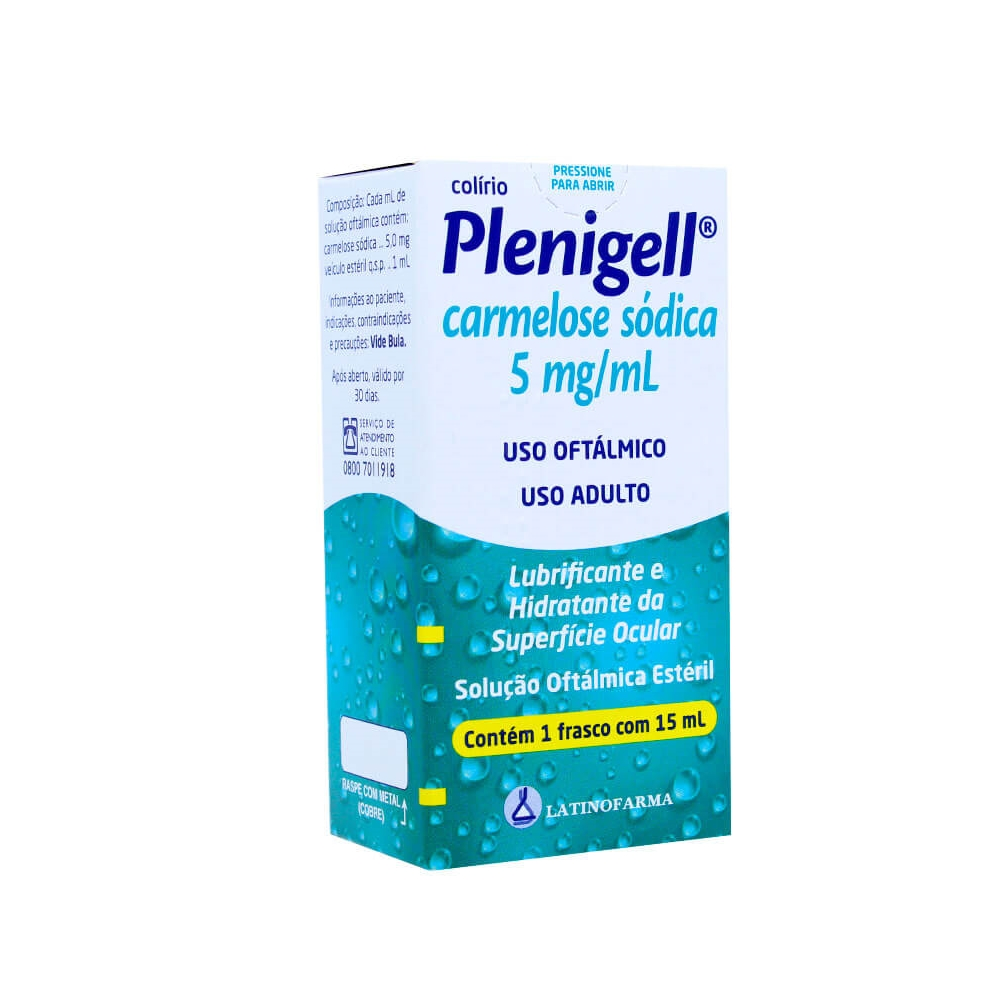 Composição: Cada mL de
solução oftálmica contém:
carmelose sódica ... 5,0 mg
veículo estéril q.s.p. .. 1 mL
Informações ao paciente,
indicações, contraindicações
e precauções: Vide Bula.
Após aberto, válido por
30 dias.
SERVIÇO DE
ATENDIMENTO
AO CLIENTE
0800 7011918
RASPE COM METAL
(COBRE)
PRESSIONE
PARA ABRIR
colírio
Plenigell®
carmelose sódica
5 mg/mL
USO OFTÁLMICO
USO ADULTO
Lubrificante e
Hidratante da
Superfície Ocular
Solução Oftálmica Estéril
Contém 1 frasco com 15 mL
LATINOFARMA